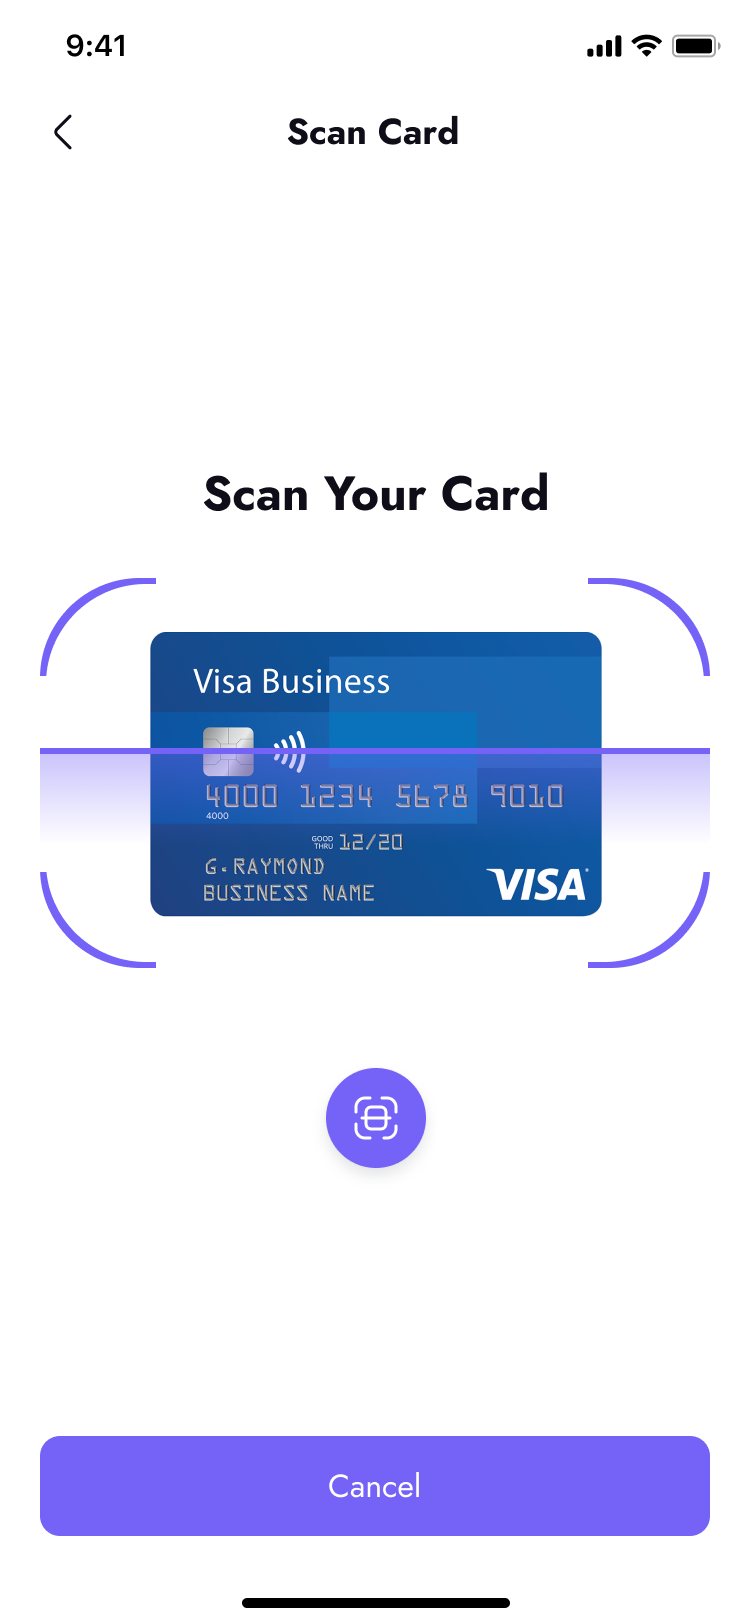 9:41
Scan Card
Scan Your Card
Visa Business
4000 1234 5678 9010
4000
GOOD THRU 12/20
G.RAYMOND
BUSINESS NAME
VISA
Cancel